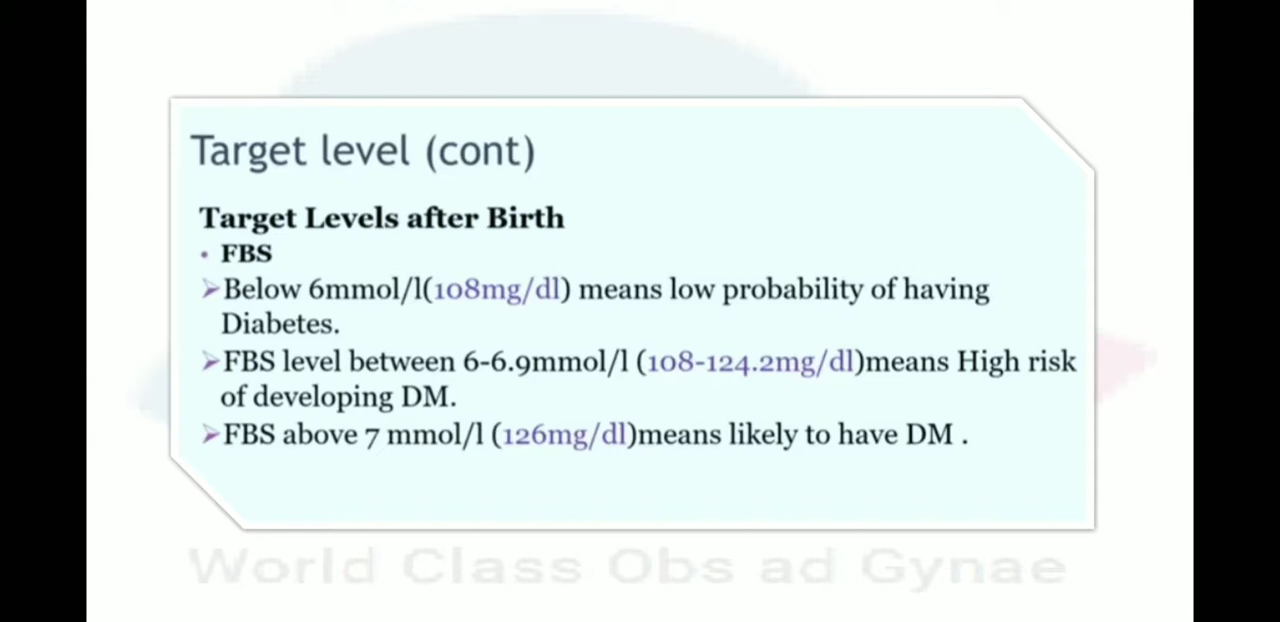 Target level (cont)
Target Levels after Birth
• FBS
➢Below 6mmol/l(108mg/dl) means low probability of having
Diabetes.
➢FBS level between 6-6.9mmol/l (108-124.2mg/dl)means High risk
of developing DM.
➢FBS above 7 mmol/l (126mg/dl)means likely to have DM .
World Class Obs ad Gynae